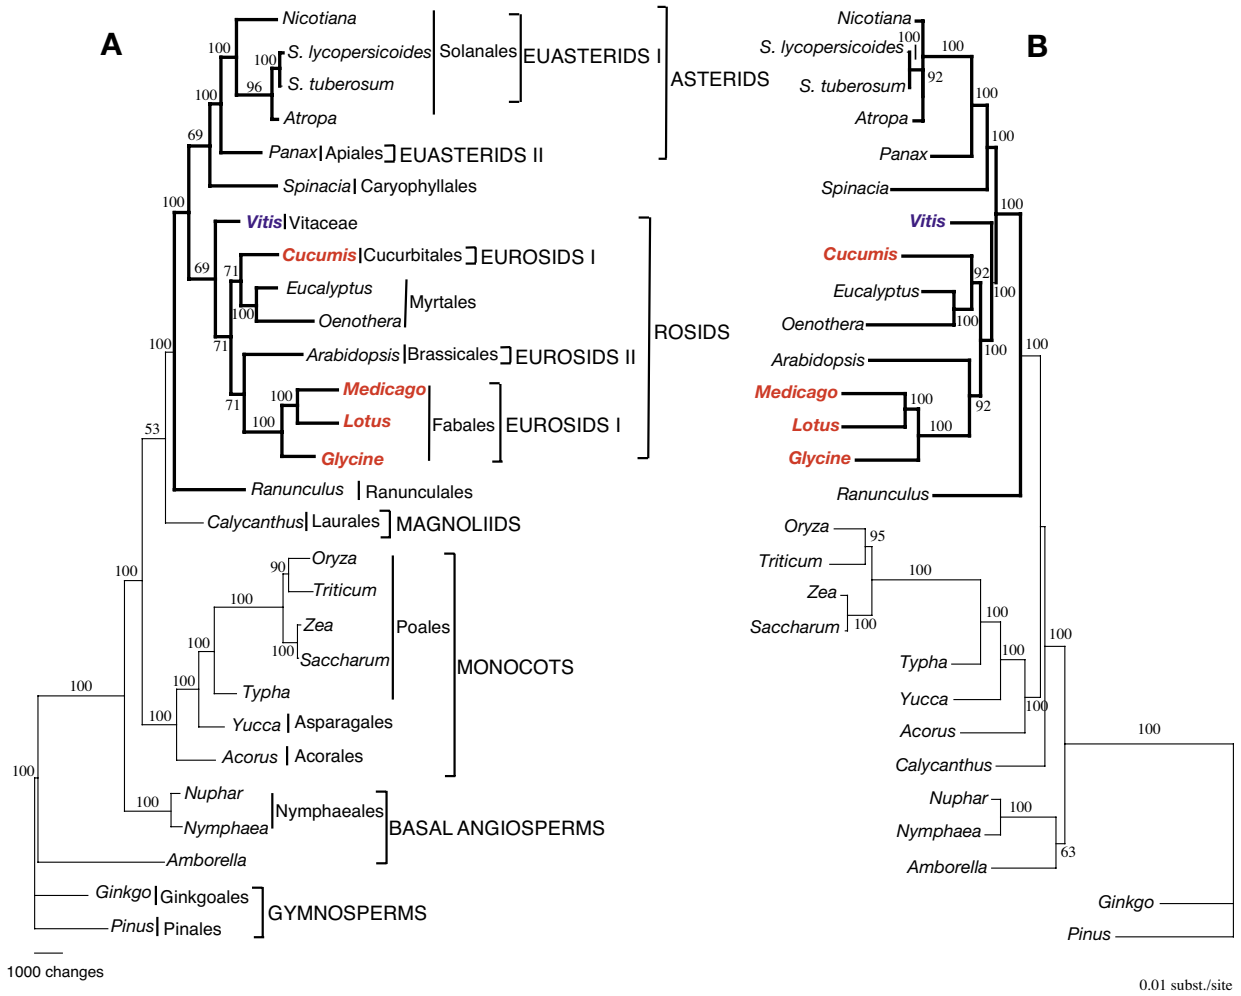 A
B
Nicotiana
S. lycopersicoides
S. tuberosum
Atropa
Solanales
EUASTERIDS I
ASTERIDS
Panax
Apiales
EUASTERIDS II
Spinacia
Caryophyllales
Vitis
Vitaceae
Cucumis
Cucurbitales
EUROSIDS I
Eucalyptus
Oenothera
Myrtales
ROSIDS
Arabidopsis
Brassicales
EUROSIDS II
Medicago
Lotus
Glycine
Fabales
EUROSIDS I
Ranunculus
Ranunculales
Calycanthus
Laurales
MAGNOLIIDS
Oryza
Triticum
Zea
Saccharum
Typha
Poales
MONOCOTS
Yucca
Asparagales
Acorus
Acorales
Nuphar
Nymphaea
Nymphaeales
BASAL ANGIOSPERMS
Amborella
Ginkgo
Ginkgoales
GYMNOSPERMS
Pinus
Pinales
100
100
96
100
69
100
69
71
100
71
71
100
100
100
53
100
90
100
100
100
100
100
100
100
100
1000 changes
Nicotiana
S. lycopersicoides
S. tuberosum
Atropa
Panax
Spinacia
Vitis
Cucumis
Eucalyptus
Oenothera
Arabidopsis
Medicago
Lotus
Glycine
Ranunculus
Oryza
Triticum
Zea
Saccharum
Typha
Yucca
Acorus
Calycanthus
Nuphar
Nymphaea
Amborella
Ginkgo
Pinus
100
100
92
100
100
100
92
100
100
100
100
92
100
100
95
100
100
100
100
100
100
100
100
63
0.01 subst./site